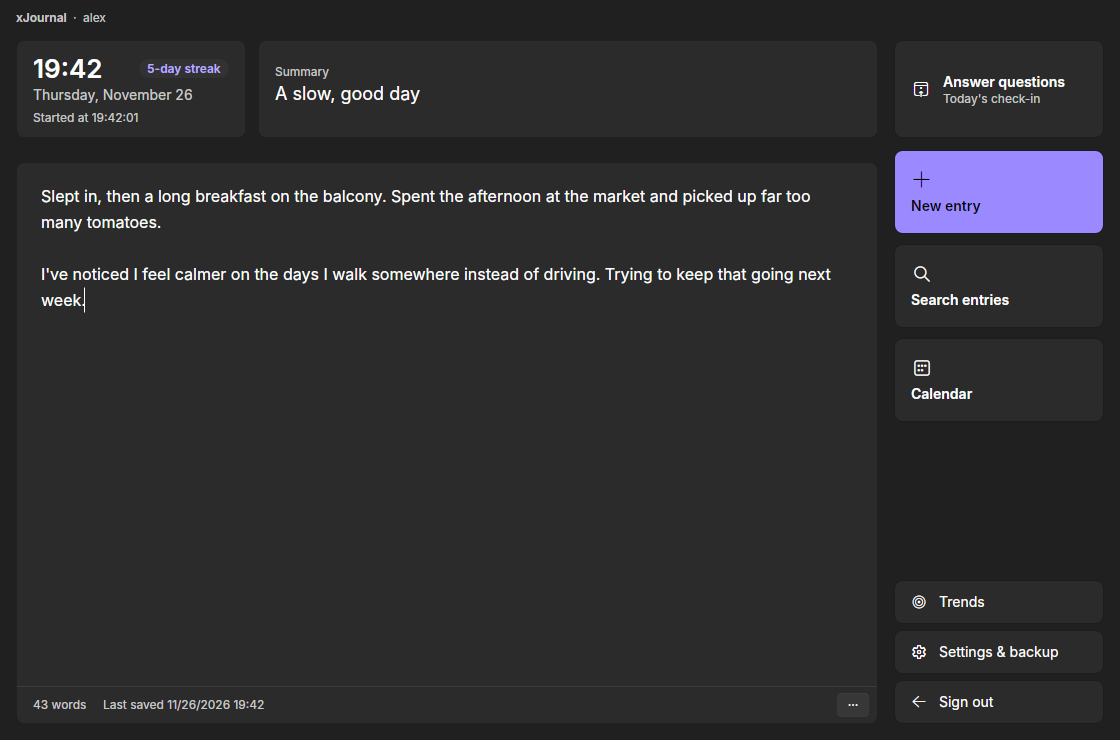 xJournal · alex
19:42
5-day streak
Thursday, November 26
Started at 19:42:01
Summary
A slow, good day
Answer questions
Today's check-in
Slept in, then a long breakfast on the balcony. Spent the afternoon at the market and picked up far too
many tomatoes.
I've noticed I feel calmer on the days I walk somewhere instead of driving. Trying to keep that going next
week.
New entry
Search entries
Calendar
Trends
Settings & backup
Sign out
43 words
Last saved 11/26/2026 19:42
...